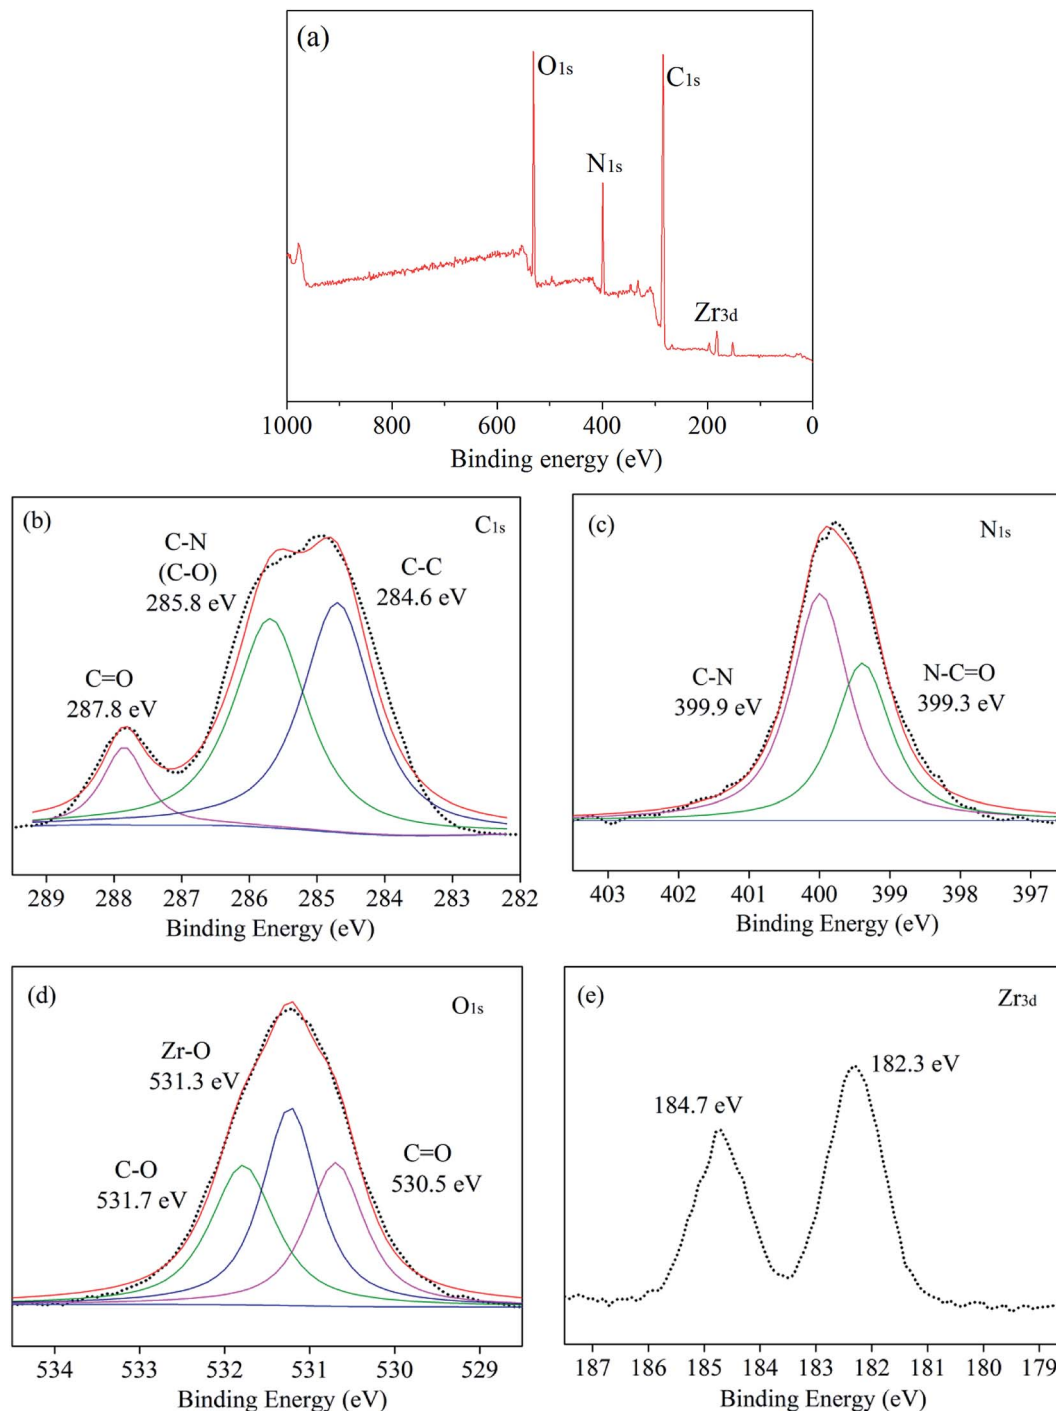 (a)
O1s
C1s
N1s
Zr3d
1000 800 600 400 200 0
Binding energy (eV)
(b)
C1s
C-N
(C-O)
285.8 eV
C-C
284.6 eV
C=O
287.8 eV
289 288 287 286 285 284 283 282
Binding Energy (eV)
(c)
N1s
C-N
399.9 eV
N-C=O
399.3 eV
403 402 401 400 399 398 397
Binding Energy (eV)
(d)
O1s
Zr-O
531.3 eV
C-O
531.7 eV
C=O
530.5 eV
534 533 532 531 530 529
Binding Energy (eV)
(e)
Zr3d
184.7 eV
182.3 eV
187 186 185 184 183 182 181 180 179
Binding Energy (eV)